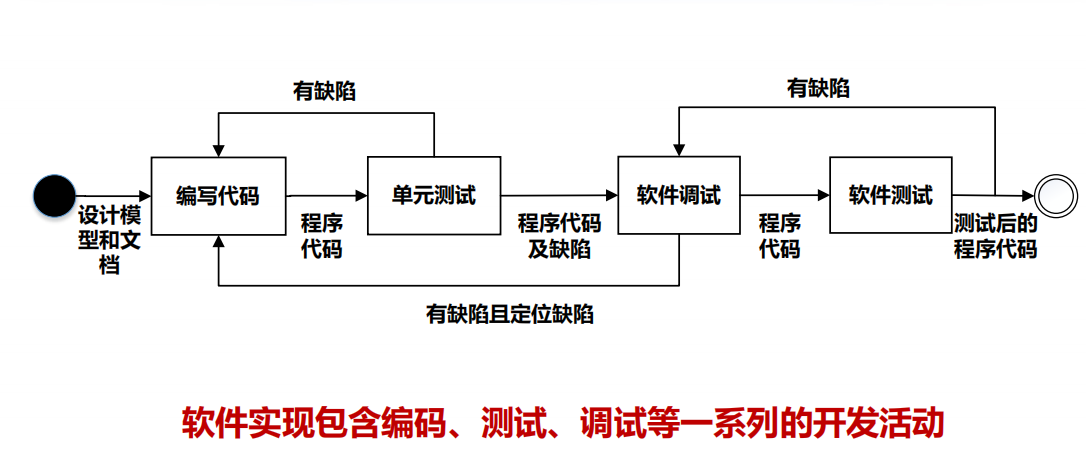 有缺陷
有缺陷
编写代码
单元测试
软件调试
软件测试
设计模
型和文
档
程序
代码
程序代码
及缺陷
程序
代码
测试后的
程序代码
有缺陷且定位缺陷
软件实现包含编码、测试、调试等一系列的开发活动